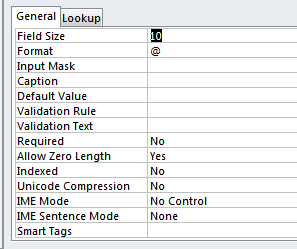 General Lookup
Field Size 10
Format @
Input Mask
Caption
Default Value
Validation Rule
Validation Text
Required No
Allow Zero Length Yes
Indexed No
Unicode Compression No
IME Mode No Control
IME Sentence Mode None
Smart Tags